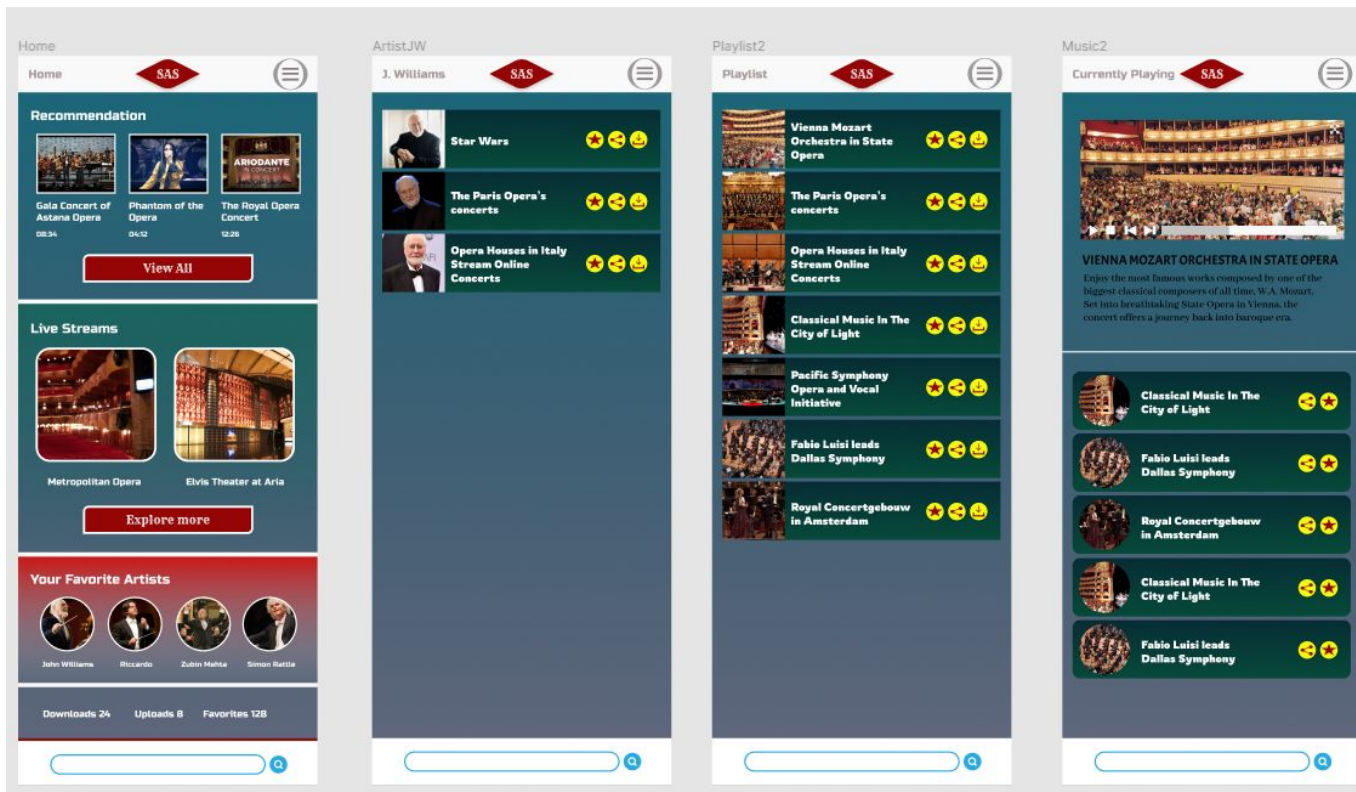 Home
Home
SAS
Recommendation
ARIODANTE
IN CONCERT
Gala Concert of
Astana Opera
08:34
Phantom of the
Opera
04:12
The Royal Opera
Concert
12:26
View All
Live Streams
Metropolitan Opera
Elvis Theater at Aria
Explore more
Your Favorite Artists
John Williams
Riccardo
Zubin Mahta
Simon Rattle
Downloads 24
Uploads 8
Favorites 128
ArtistJW
J. Williams
SAS
Star Wars
The Paris Opera's
concerts
Opera Houses in Italy
Stream Online
Concerts
Playlist2
Playlist
SAS
Vienna Mozart
Orchestra in State
Opera
The Paris Opera's
concerts
Opera Houses in Italy
Stream Online
Concerts
Classical Music In The
City of Light
Pacific Symphony
Opera and Vocal
Initiative
Fabio Luisi leads
Dallas Symphony
Royal Concertgebouw
in Amsterdam
Music2
Currently Playing
SAS
VIENNA MOZART ORCHESTRA IN STATE OPERA
Enjoy the most famous works composed by one of the
biggest classical composers of all time, W.A. Mozart.
Set into breathtaking State Opera in Vienna, the
concert offers a journey back into baroque era.
Classical Music In The
City of Light
Fabio Luisi leads
Dallas Symphony
Royal Concertgebouw
in Amsterdam
Classical Music In The
City of Light
Fabio Luisi leads
Dallas Symphony